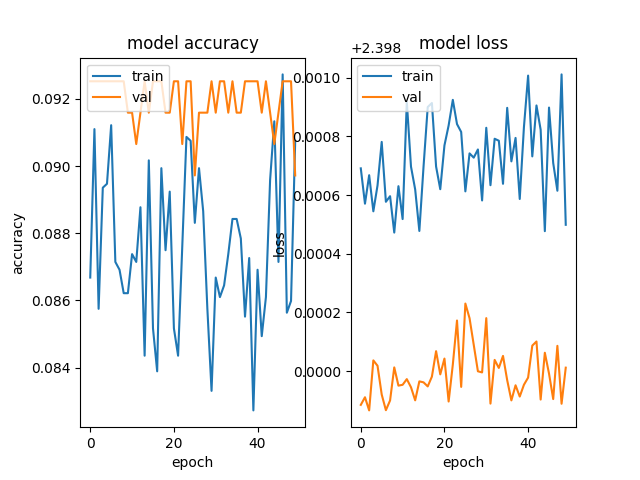 model accuracy
train
val
0.092
0.090
0.088
0.086
0.084
accuracy
0 20 40
epoch
+2.398
model loss
train
val
0.0010
0.0008
0.0006
0.0004
0.0002
0.0000
loss
0 20 40
epoch